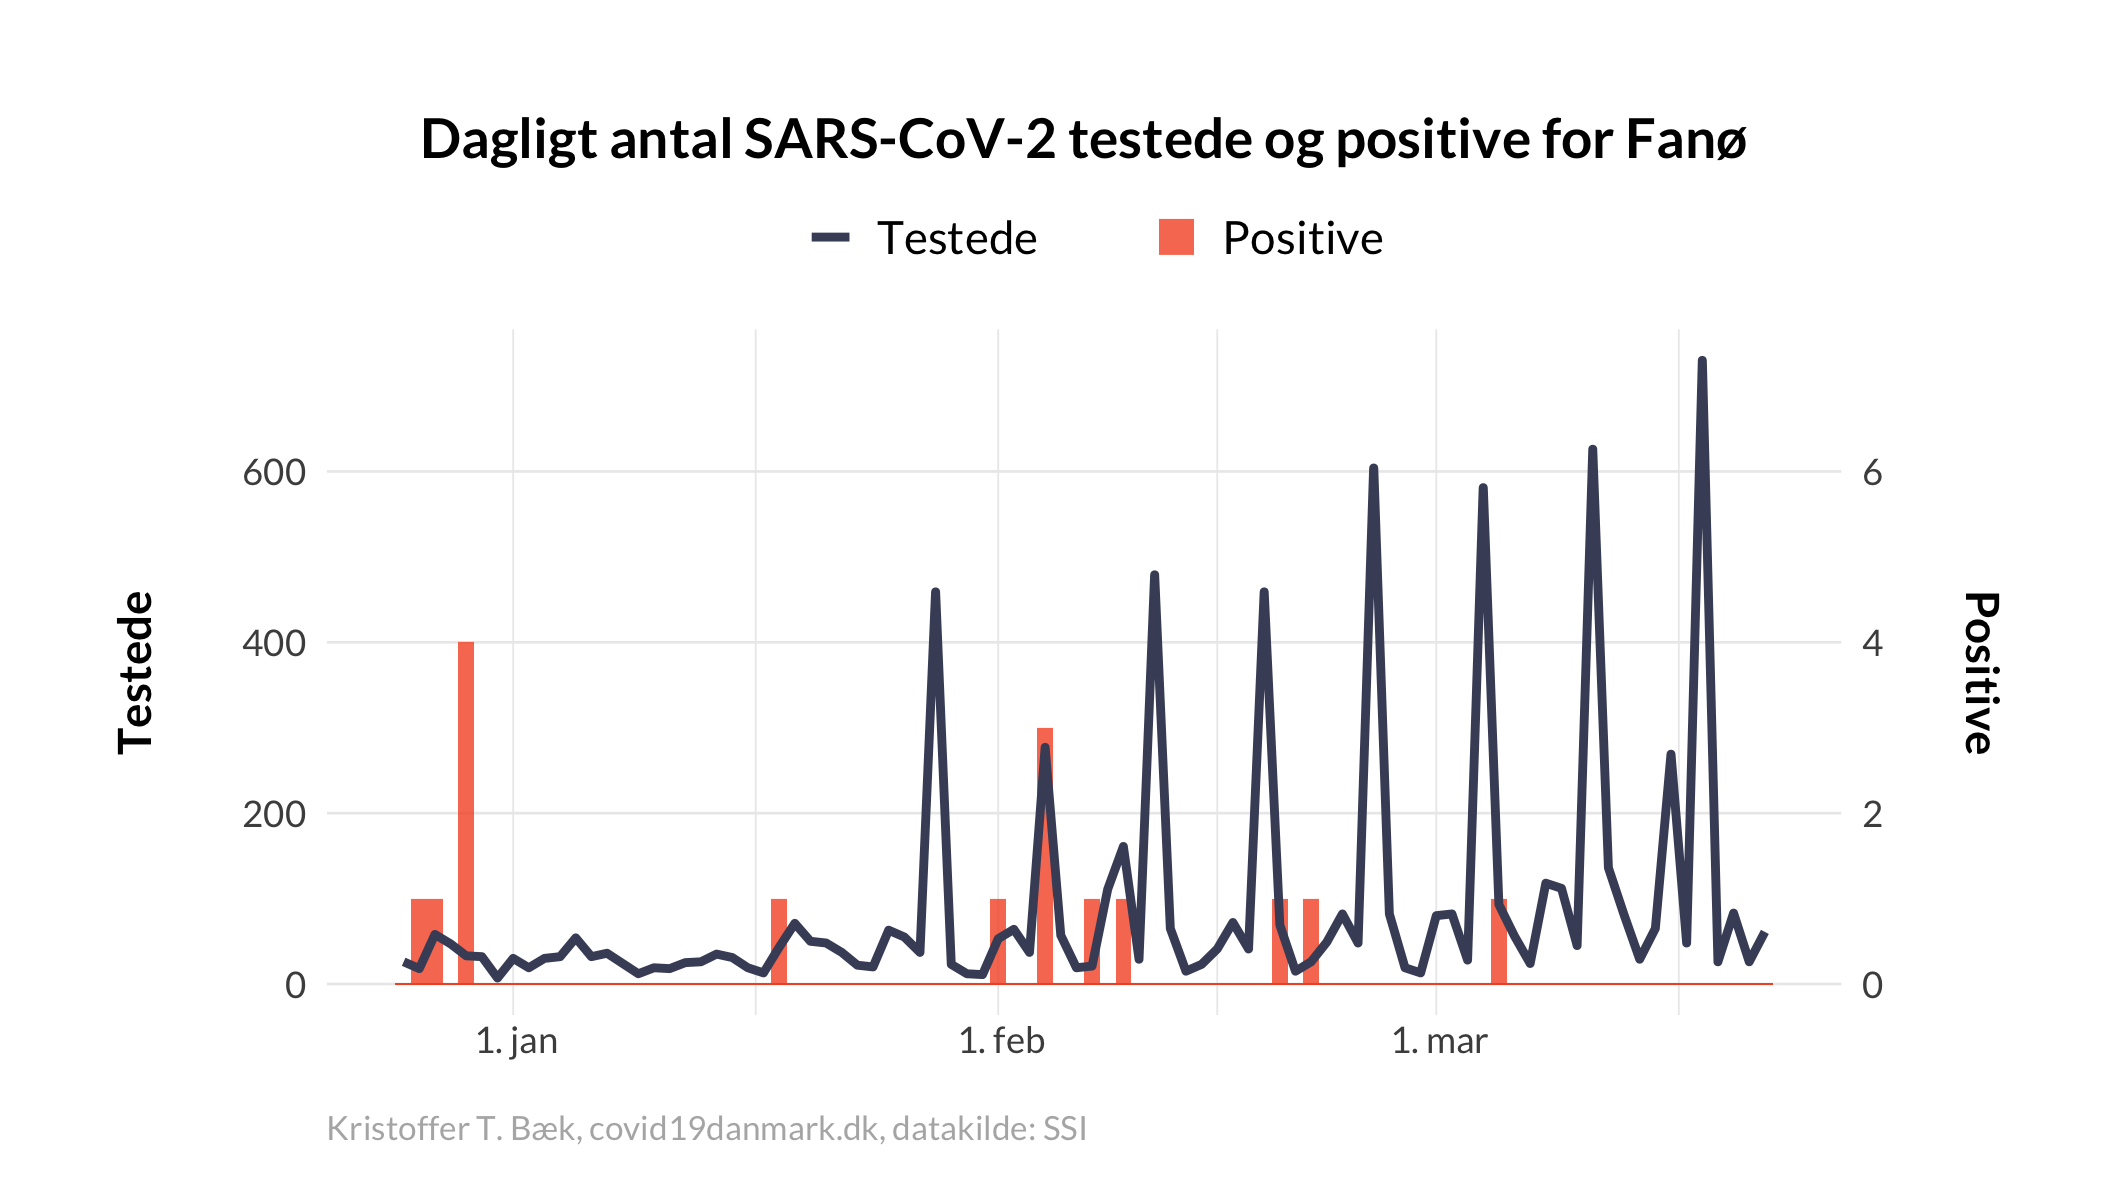 Dagligt antal SARS-CoV-2 testede og positive for Fanø
Testede Positive
600 6
400 4
200 2
0 0
Testede
Positive
1. jan 1. feb 1. mar
Kristoffer T. Bæk, covid19danmark.dk, datakilde: SSI